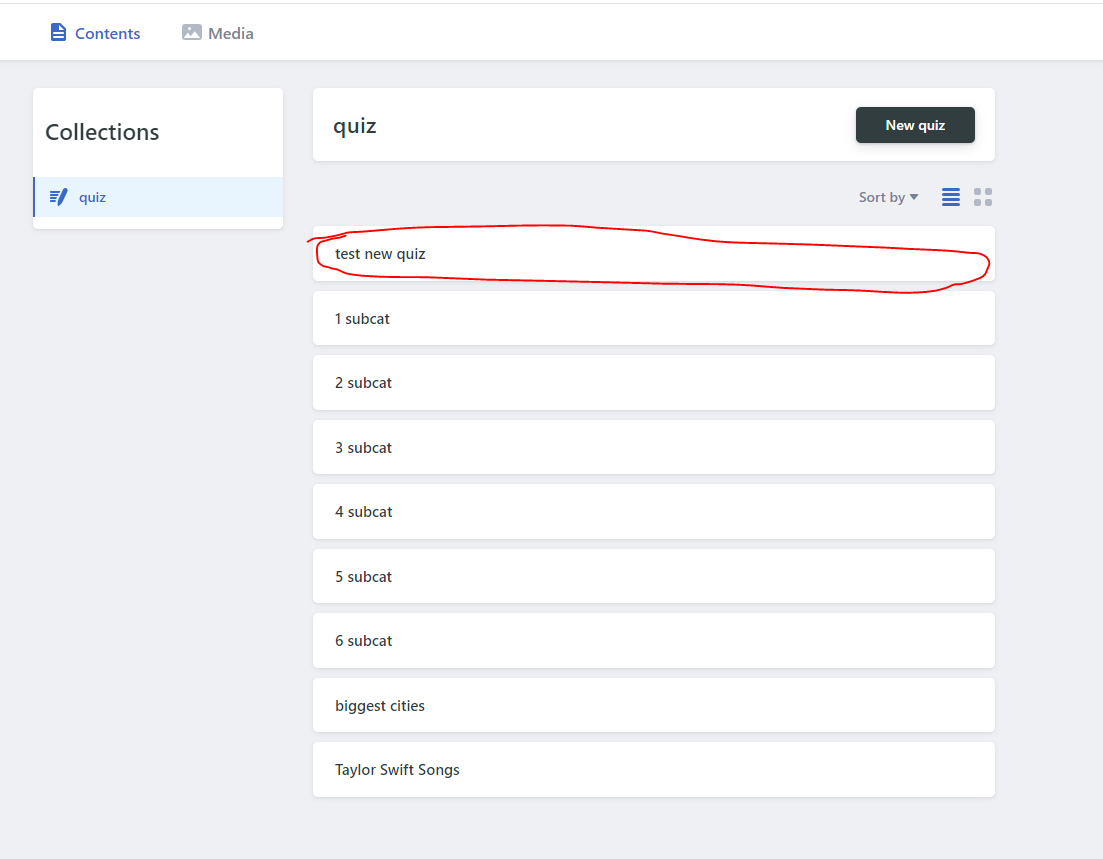 Contents Media
Collections
quiz
quiz
New quiz
Sort by
test new quiz
1 subcat
2 subcat
3 subcat
4 subcat
5 subcat
6 subcat
biggest cities
Taylor Swift Songs